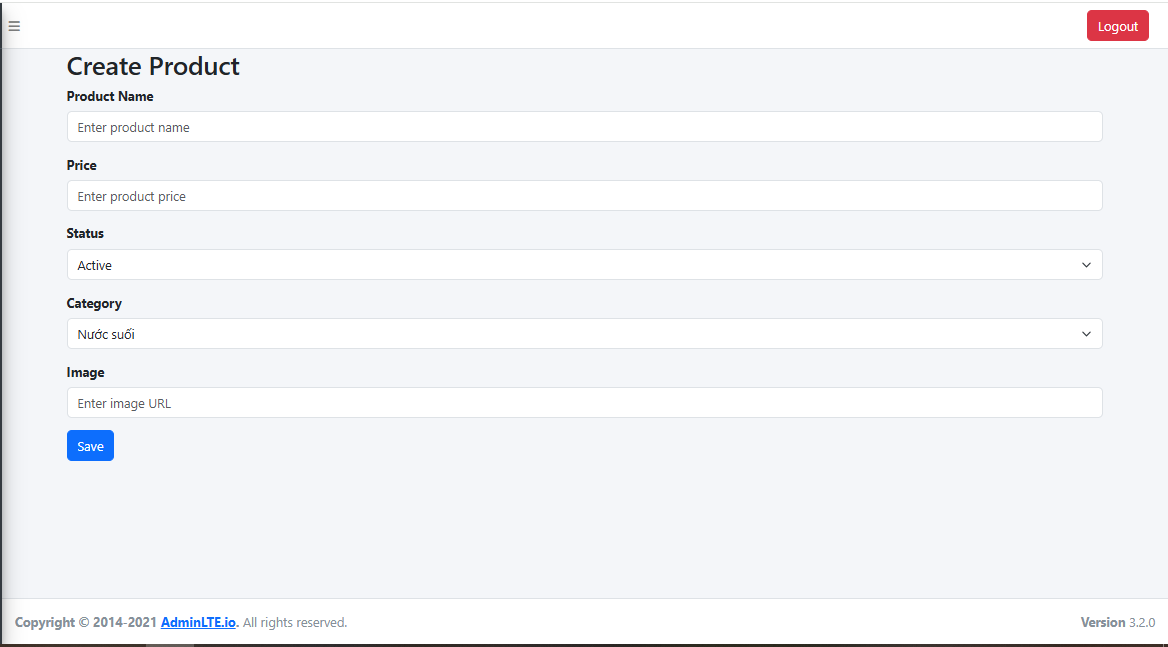 Logout
Create Product
Product Name
Enter product name
Price
Enter product price
Status
Active
Category
Nước suối
Image
Enter image URL
Save
Copyright © 2014-2021 AdminLTE.io. All rights reserved.
Version 3.2.0